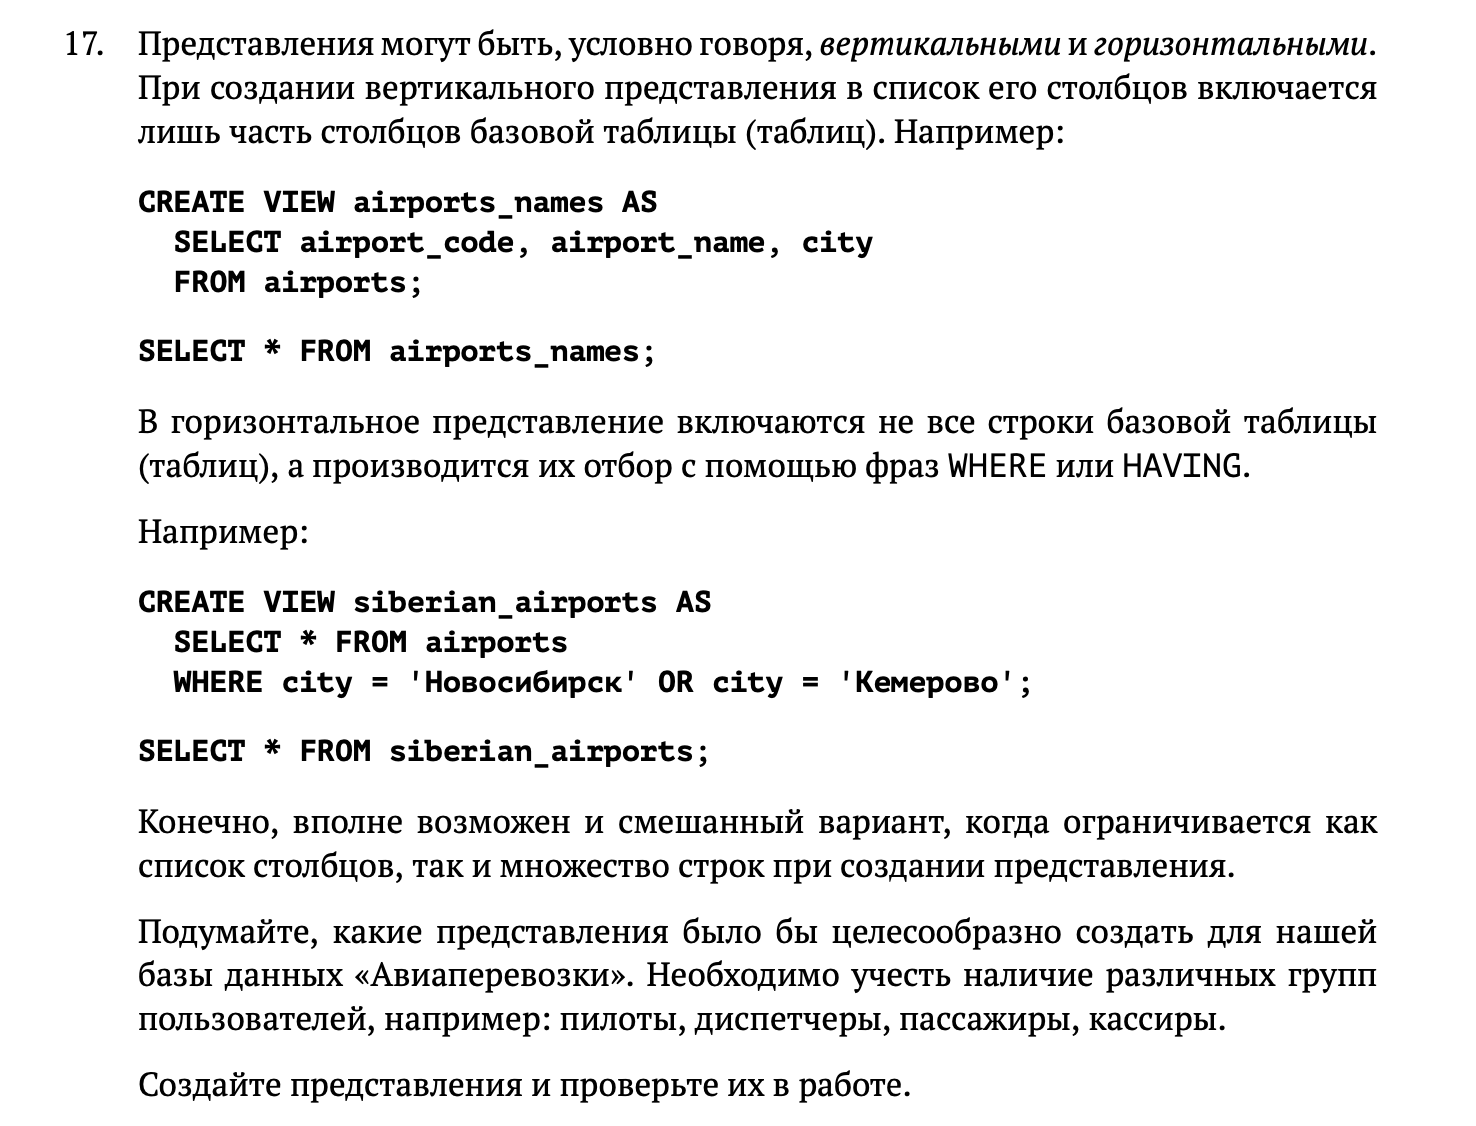 17. Представления могут быть, условно говоря, вертикальными и горизонтальными.
При создании вертикального представления в список его столбцов включается
лишь часть столбцов базовой таблицы (таблиц). Например:
CREATE VIEW airports_names AS
SELECT airport_code, airport_name, city
FROM airports;
SELECT * FROM airports_names;
В горизонтальное представление включаются не все строки базовой таблицы
(таблиц), а производится их отбор с помощью фраз WHERE или HAVING.
Например:
CREATE VIEW siberian_airports AS
SELECT * FROM airports
WHERE city = 'Новосибирск' OR city = 'Кемерово';
SELECT * FROM siberian_airports;
Конечно, вполне возможен и смешанный вариант, когда ограничивается как
список столбцов, так и множество строк при создании представления.
Подумайте, какие представления было бы целесообразно создать для нашей
базы данных «Авиаперевозки». Необходимо учесть наличие различных групп
пользователей, например: пилоты, диспетчеры, пассажиры, кассиры.
Создайте представления и проверьте их в работе.